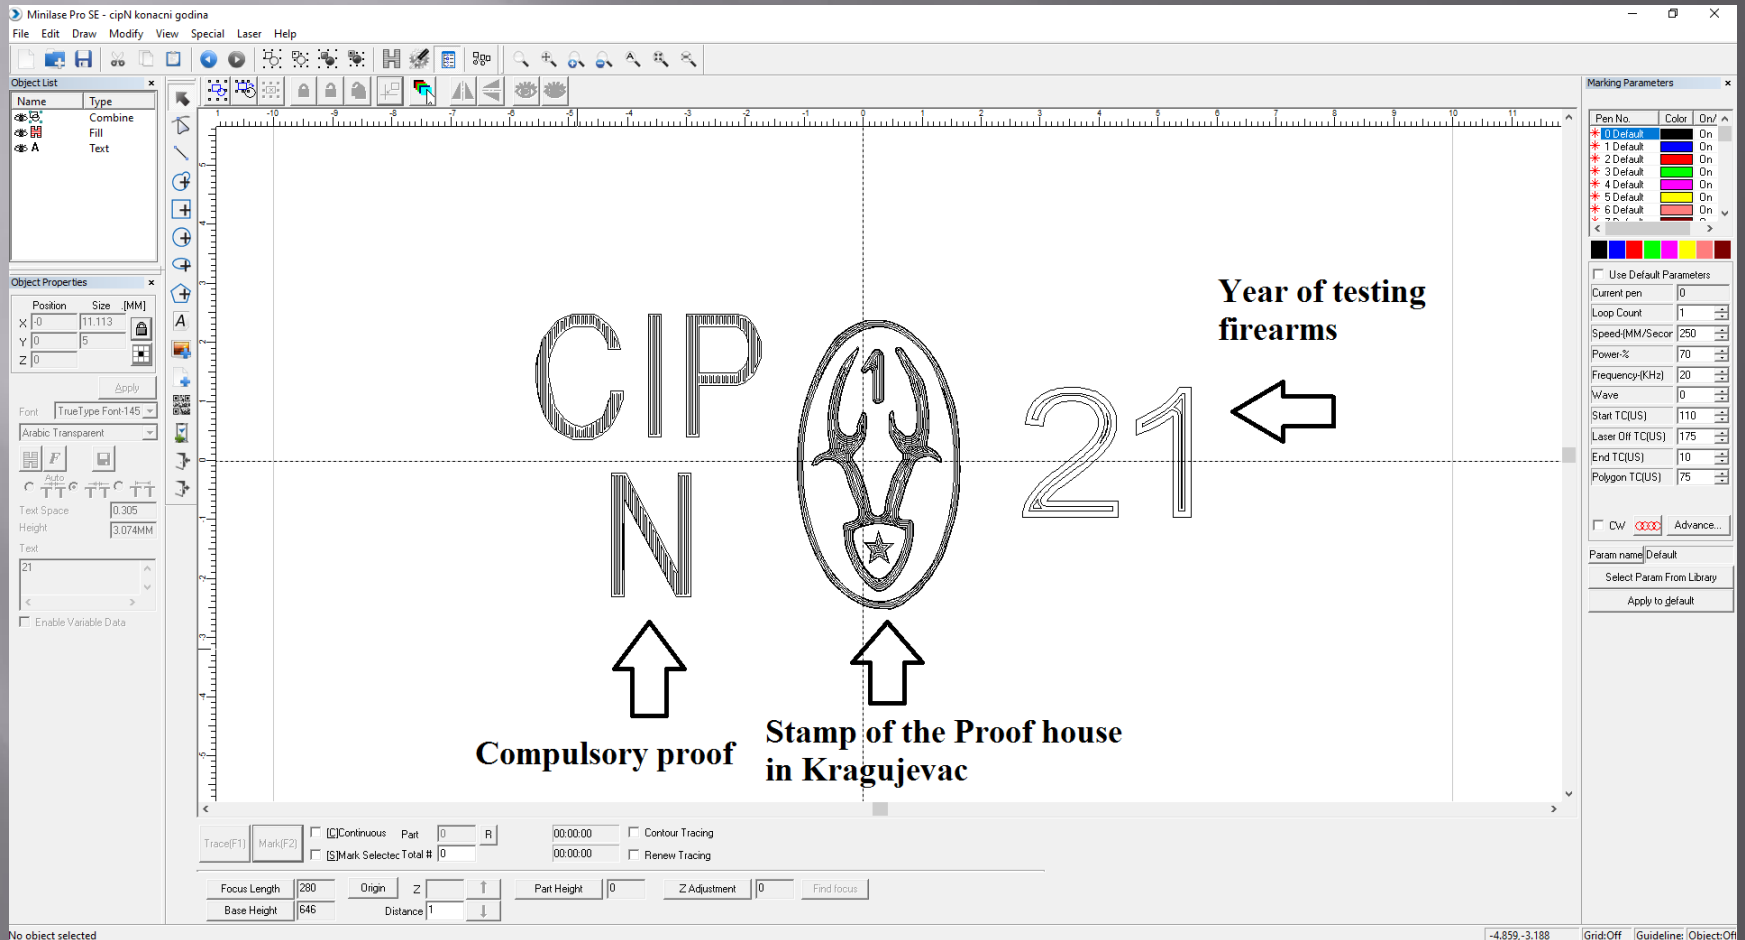 Minilase Pro SE - cipN konacni godina
File Edit Draw Modify View Special Laser Help
Object List
Name Type
Combine
Fill
A Text
Object Properties
Position Size [MM]
X -0 11.113
Y 0 5
Z 0
Apply
Font TrueType Font-145
Arabic Transparent
F
Auto
Text Space 0.305
Height 3.074MM
Text
21
Enable Variable Data
CIP
N
1
21
Year of testing
firearms
Compulsory proof
Stamp of the Proof house
in Kragujevac
Marking Parameters
Pen No. Color On/
0 Default On
1 Default On
2 Default On
3 Default On
4 Default On
5 Default On
6 Default On
Use Default Parameters
Current pen 0
Loop Count 1
Speed-(MM/Secor 250
Power-% 70
Frequency-(KHz) 20
Wave 0
Start TC(US) 110
Laser Off TC(US) 175
End TC(US) 10
Polygon TC(US) 75
CW Advance...
Param name Default
Select Param From Library
Apply to default
Trace(F1) Mark(F2) [C]Continuous Part 0 R 00:00:00 Contour Tracing
[S]Mark Selectec Total # 0 00:00:00 Renew Tracing
Focus Length 280 Origin Z Part Height 0 Z Adjustment 0 Find focus
Base Height 646 Distance 1
No object selected -4.859,-3.188 Grid:Off Guideline: Object:Off